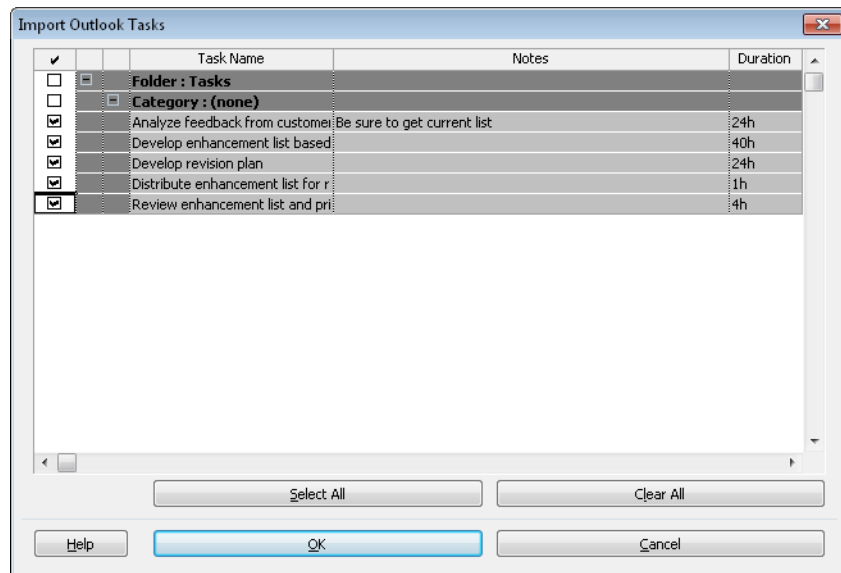 Import Outlook Tasks
Task Name Notes Duration
Folder : Tasks
Category : (none)
Analyze feedback from customer Be sure to get current list 24h
Develop enhancement list based 40h
Develop revision plan 24h
Distribute enhancement list for r 1h
Review enhancement list and pri 4h
Select All Clear All
Help OK Cancel